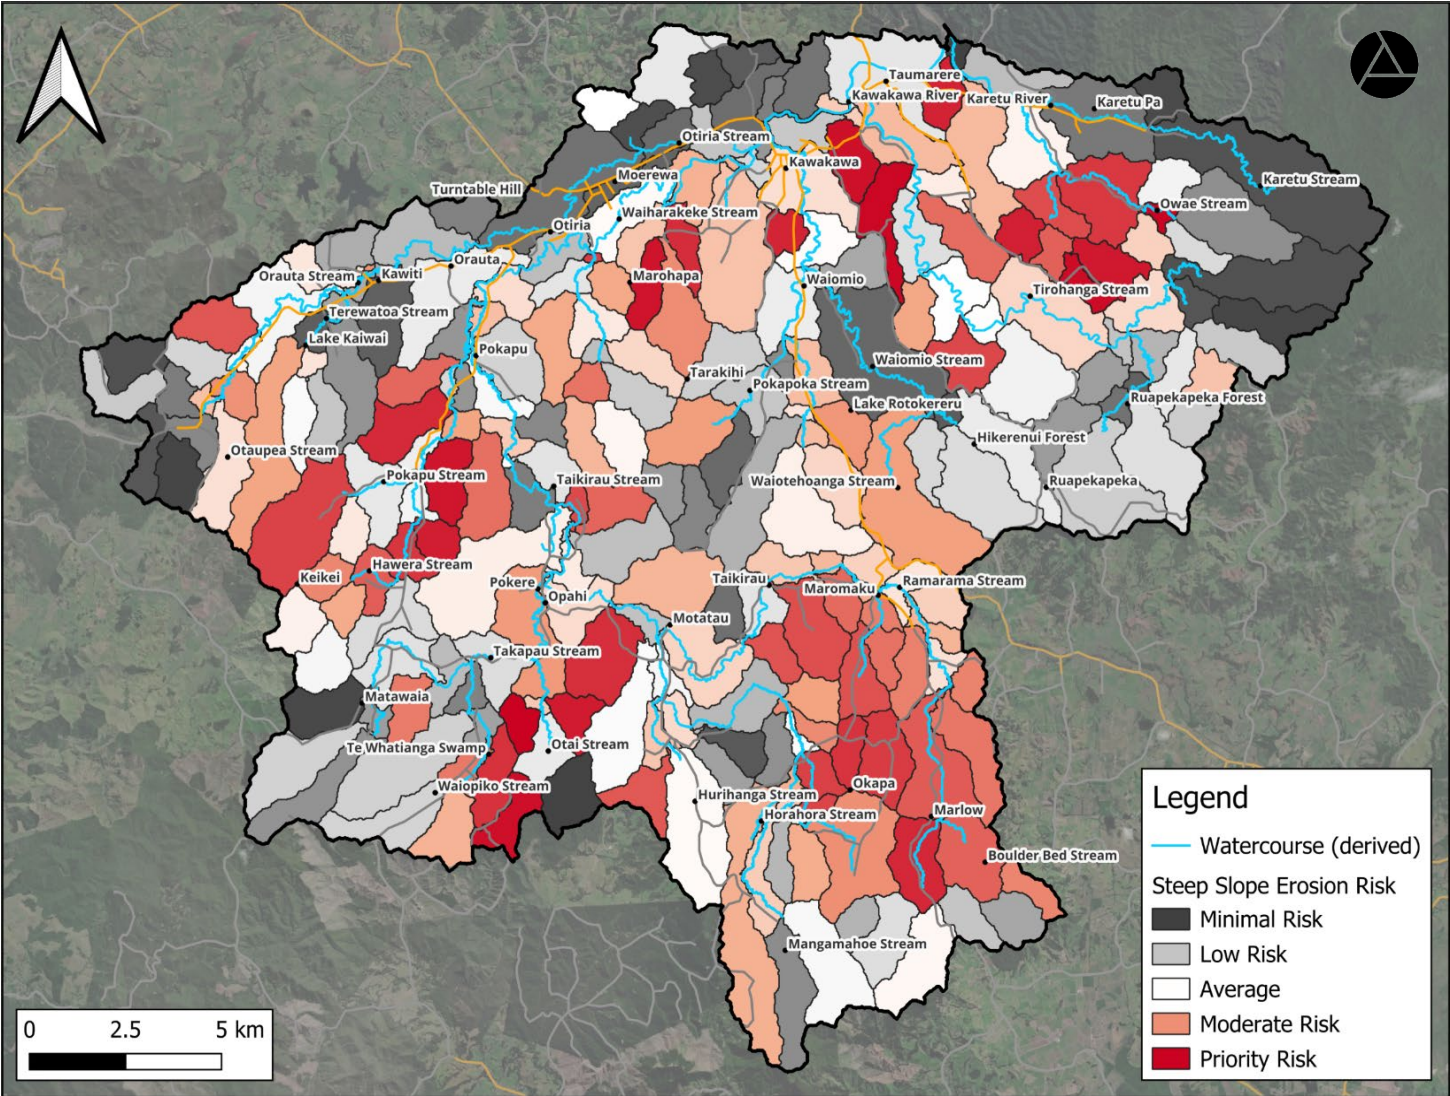 Taumarere
Kawakawa River
Karetu River
Karetu Pa
Otiria Stream
Kawakawa
Moerewa
Turntable Hill
Karetu Stream
Waiharakeke Stream
Owae Stream
Otiria
Orauta
Orauta Stream
Kawiti
Marohapa
Waiomio
Tirohanga Stream
Terewatoa Stream
Lake Kaiwai
Pokapu
Waiomio Stream
Tarakihi
Pokapoka Stream
Lake Rotokereru
Ruapekapeka Forest
Hikerenui Forest
Otaupea Stream
Pokapu Stream
Taikirau Stream
Waiotehoanga Stream
Ruapekapeka
Hawera Stream
Keikei
Pokere
Opahi
Taikirau
Maromaku
Ramarama Stream
Motatau
Takapau Stream
Matawaia
Te Whatianga Swamp
Otai Stream
Waiopiko Stream
Hurihanga Stream
Okapa
Horahora Stream
Marlow
Boulder Bed Stream
Mangamahoe Stream
Legend
Watercourse (derived)
Steep Slope Erosion Risk
Minimal Risk
Low Risk
Average
Moderate Risk
Priority Risk
0 2.5 5 km